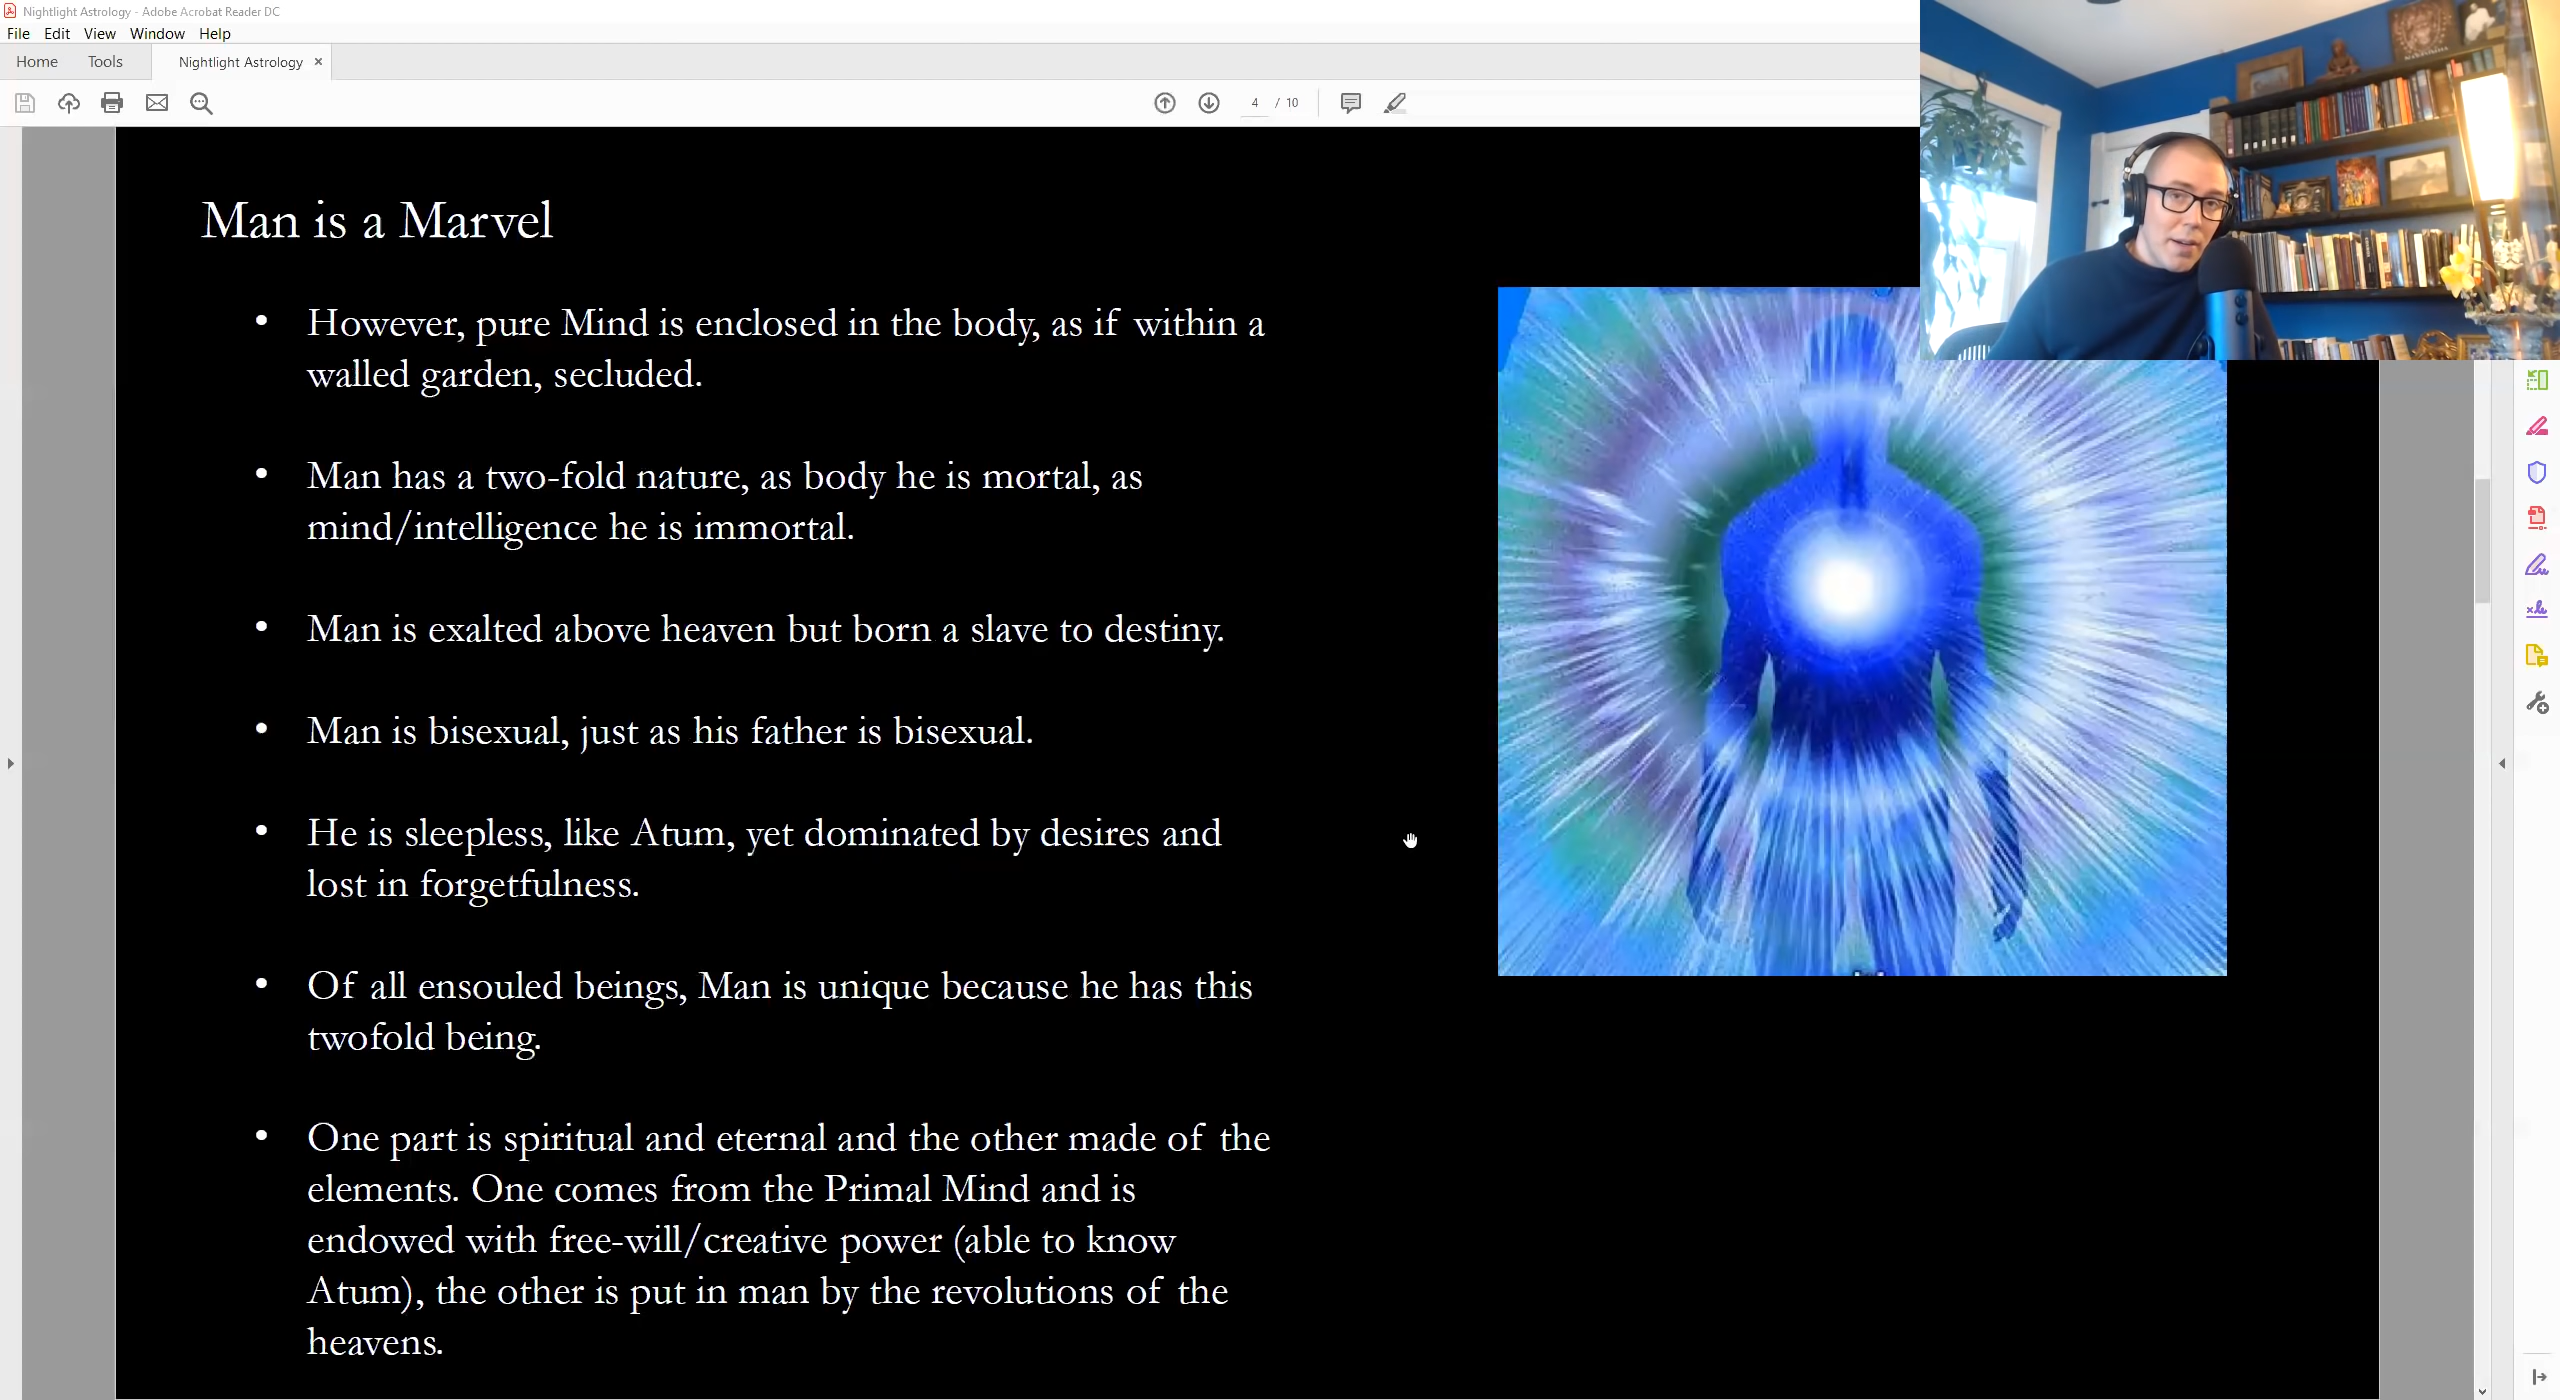 Nightlight Astrology - Adobe Acrobat Reader DC
File Edit View Window Help
Home Tools Nightlight Astrology ×
4 / 10
Man is a Marvel
• However, pure Mind is enclosed in the body, as if within a
walled garden, secluded.
• Man has a two-fold nature, as body he is mortal, as
mind/intelligence he is immortal.
• Man is exalted above heaven but born a slave to destiny.
• Man is bisexual, just as his father is bisexual.
• He is sleepless, like Atum, yet dominated by desires and
lost in forgetfulness.
• Of all ensouled beings, Man is unique because he has this
twofold being.
• One part is spiritual and eternal and the other made of the
elements. One comes from the Primal Mind and is
endowed with free-will/creative power (able to know
Atum), the other is put in man by the revolutions of the
heavens.